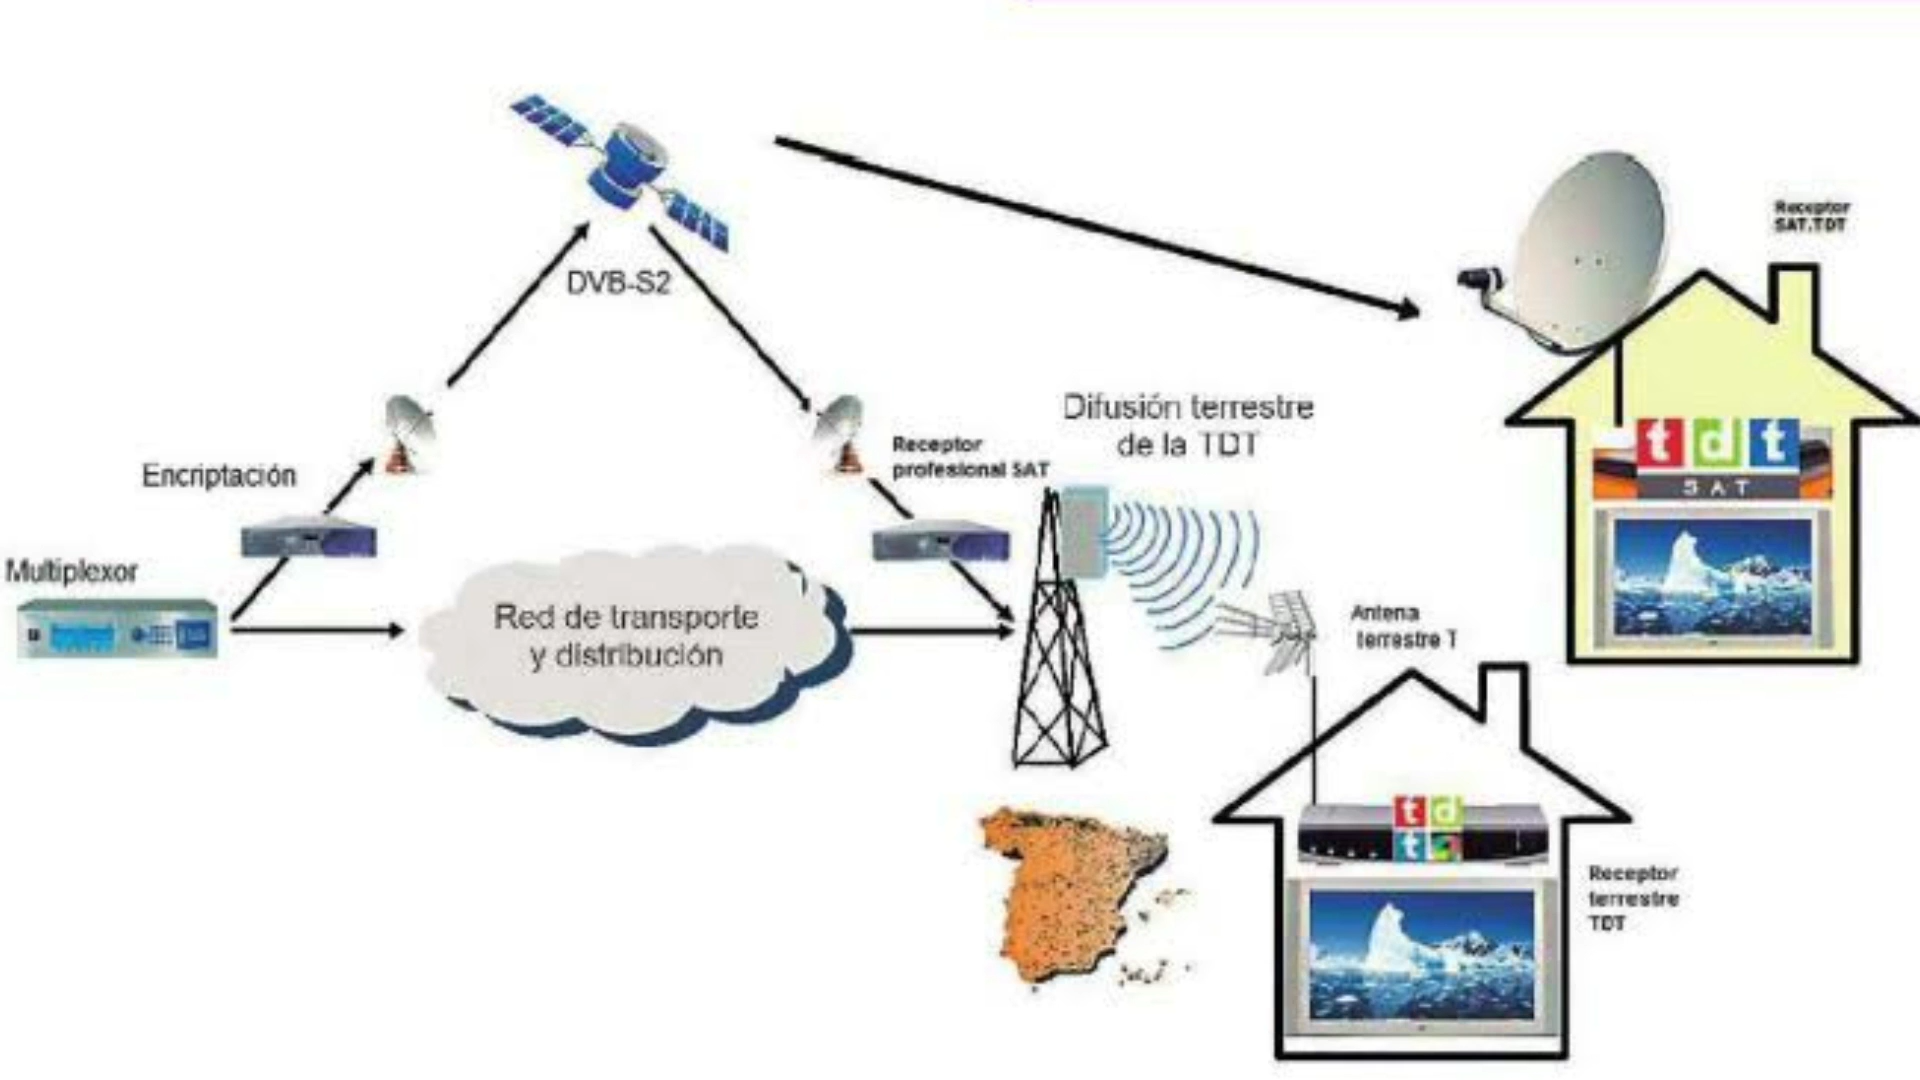 Receptor
SAT.TDT
DVB-S2
Difusión terrestre
de la TDT
Receptor
profesional SAT
Encriptación
tdt
SAT
Multiplexor
Red de transporte
y distribución
Antena
terrestre T
td
t
Receptor
terrestre
TDT